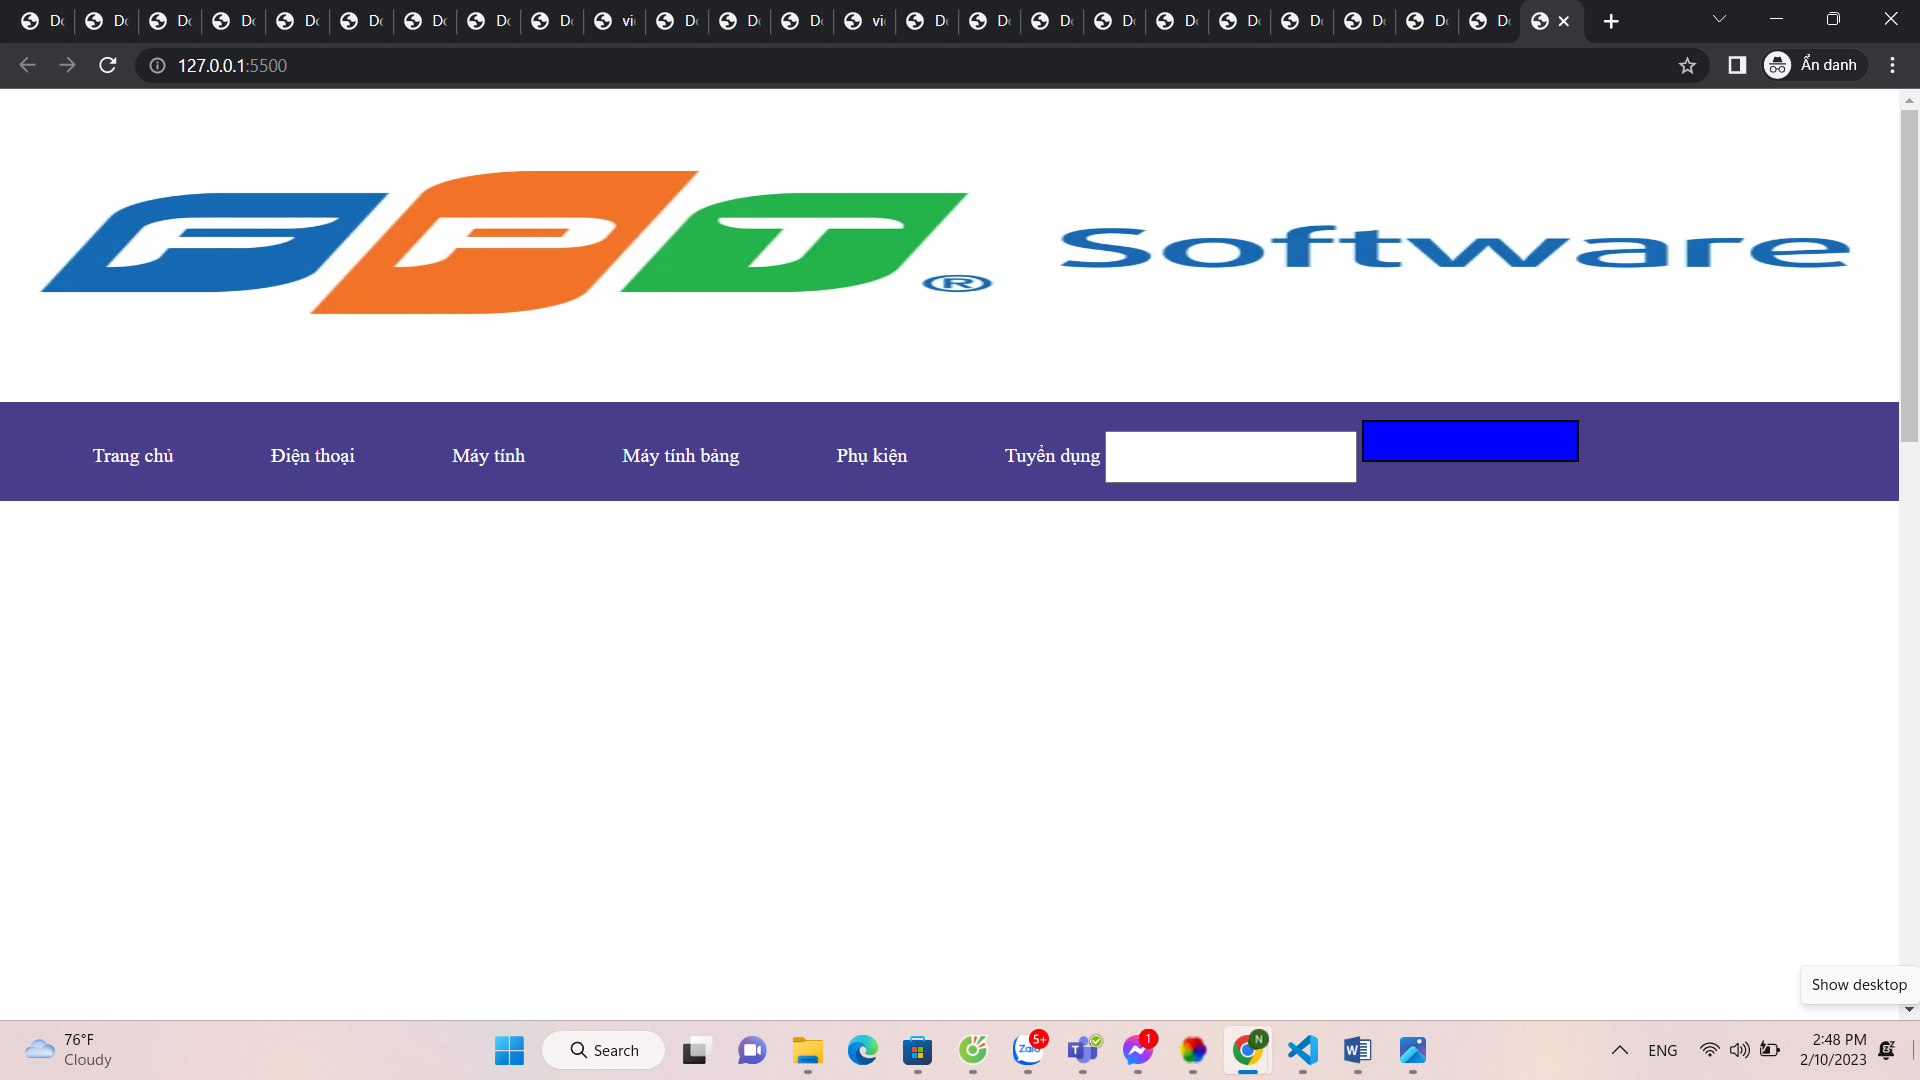 Dc Dc Dc Dc Dc Dc Dc Dc Dc vi Dc Dc Dc vi Dc Dc Dc Dc Dc Dc Dc Dc Dc Dc
127.0.0.1:5500
Ẩn danh
FPT® Software
Trang chủ Điện thoại Máy tính Máy tính bảng Phụ kiện Tuyển dụng
Show desktop
76°F
Cloudy
Search
Zalo
5+
1
N
ENG
2:48 PM
2/10/2023